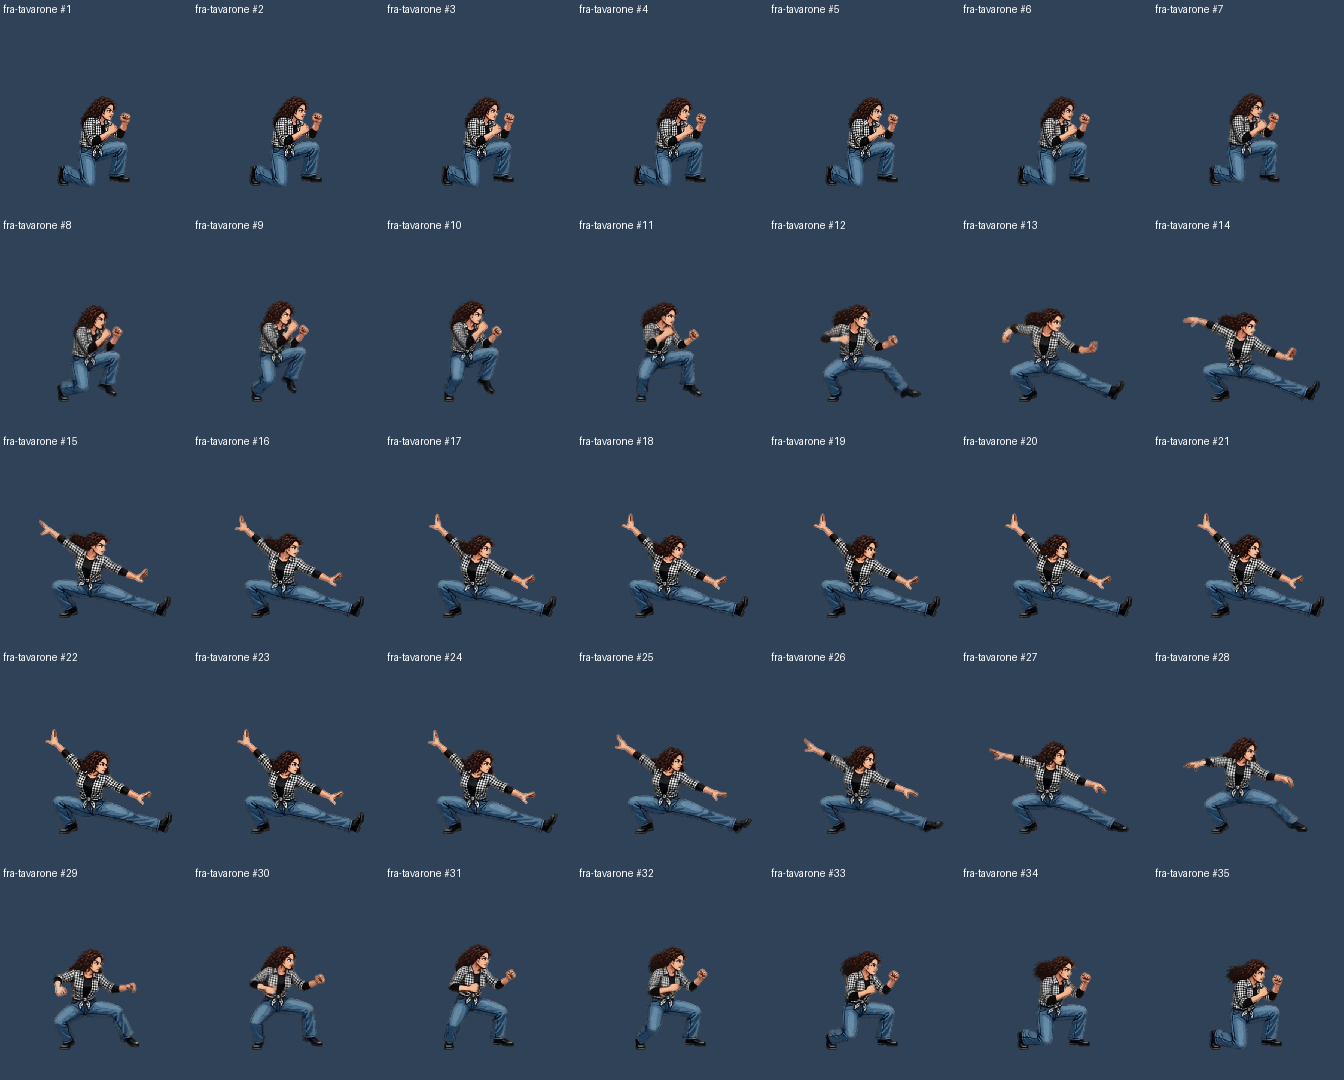 fra-tavarone #1
fra-tavarone #2
fra-tavarone #3
fra-tavarone #4
fra-tavarone #5
fra-tavarone #6
fra-tavarone #7
fra-tavarone #8
fra-tavarone #9
fra-tavarone #10
fra-tavarone #11
fra-tavarone #12
fra-tavarone #13
fra-tavarone #14
fra-tavarone #15
fra-tavarone #16
fra-tavarone #17
fra-tavarone #18
fra-tavarone #19
fra-tavarone #20
fra-tavarone #21
fra-tavarone #22
fra-tavarone #23
fra-tavarone #24
fra-tavarone #25
fra-tavarone #26
fra-tavarone #27
fra-tavarone #28
fra-tavarone #29
fra-tavarone #30
fra-tavarone #31
fra-tavarone #32
fra-tavarone #33
fra-tavarone #34
fra-tavarone #35